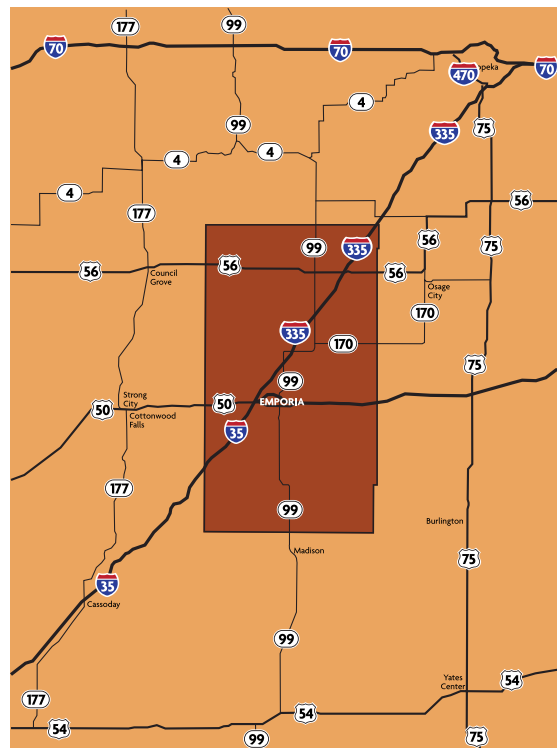 177
99
70
70
470
opeka
70
4
99
335
75
4
4
4
56
177
56
99
335
75
56
56
56
Council
Grove
Osage
City
335
170
170
75
99
Strong
City
50
50
EMPORIA
Cottonwood
Falls
35
177
99
Burlington
Madison
75
35
Cassoday
99
Yates
Center
54
177
54
54
99
75